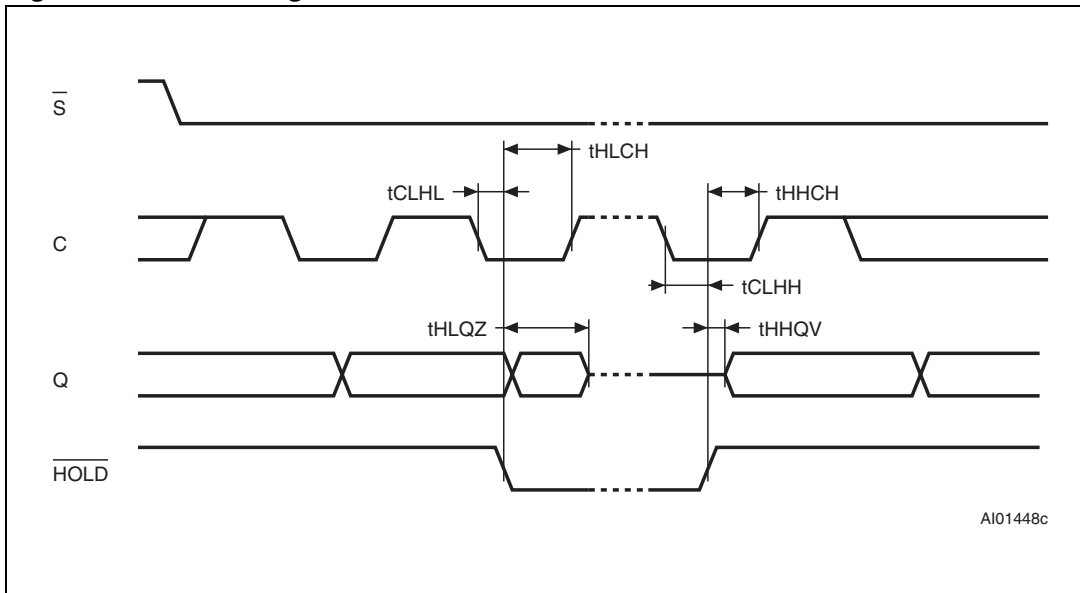 S
tHLCH
tCLHL
tHHCH
C
tCLHH
tHLQZ
tHHQV
Q
HOLD
AI01448c